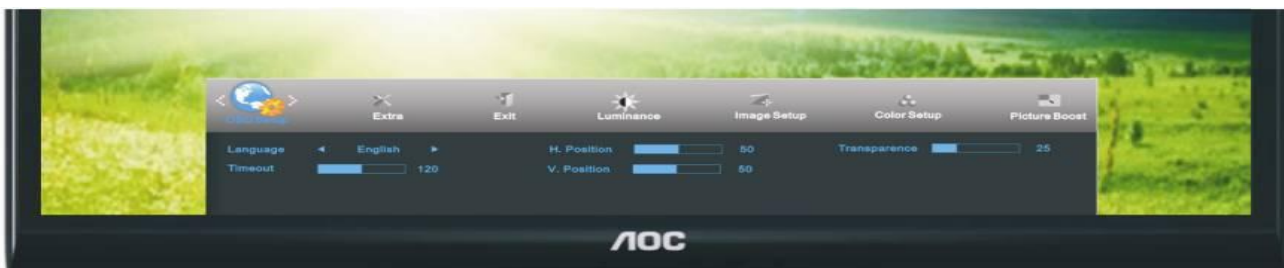 Extra Exit Luminance Image Setup Color Setup Picture Boost
Language English H. Position 50 Transparence 25
Timeout 120 V. Position 50
AOC